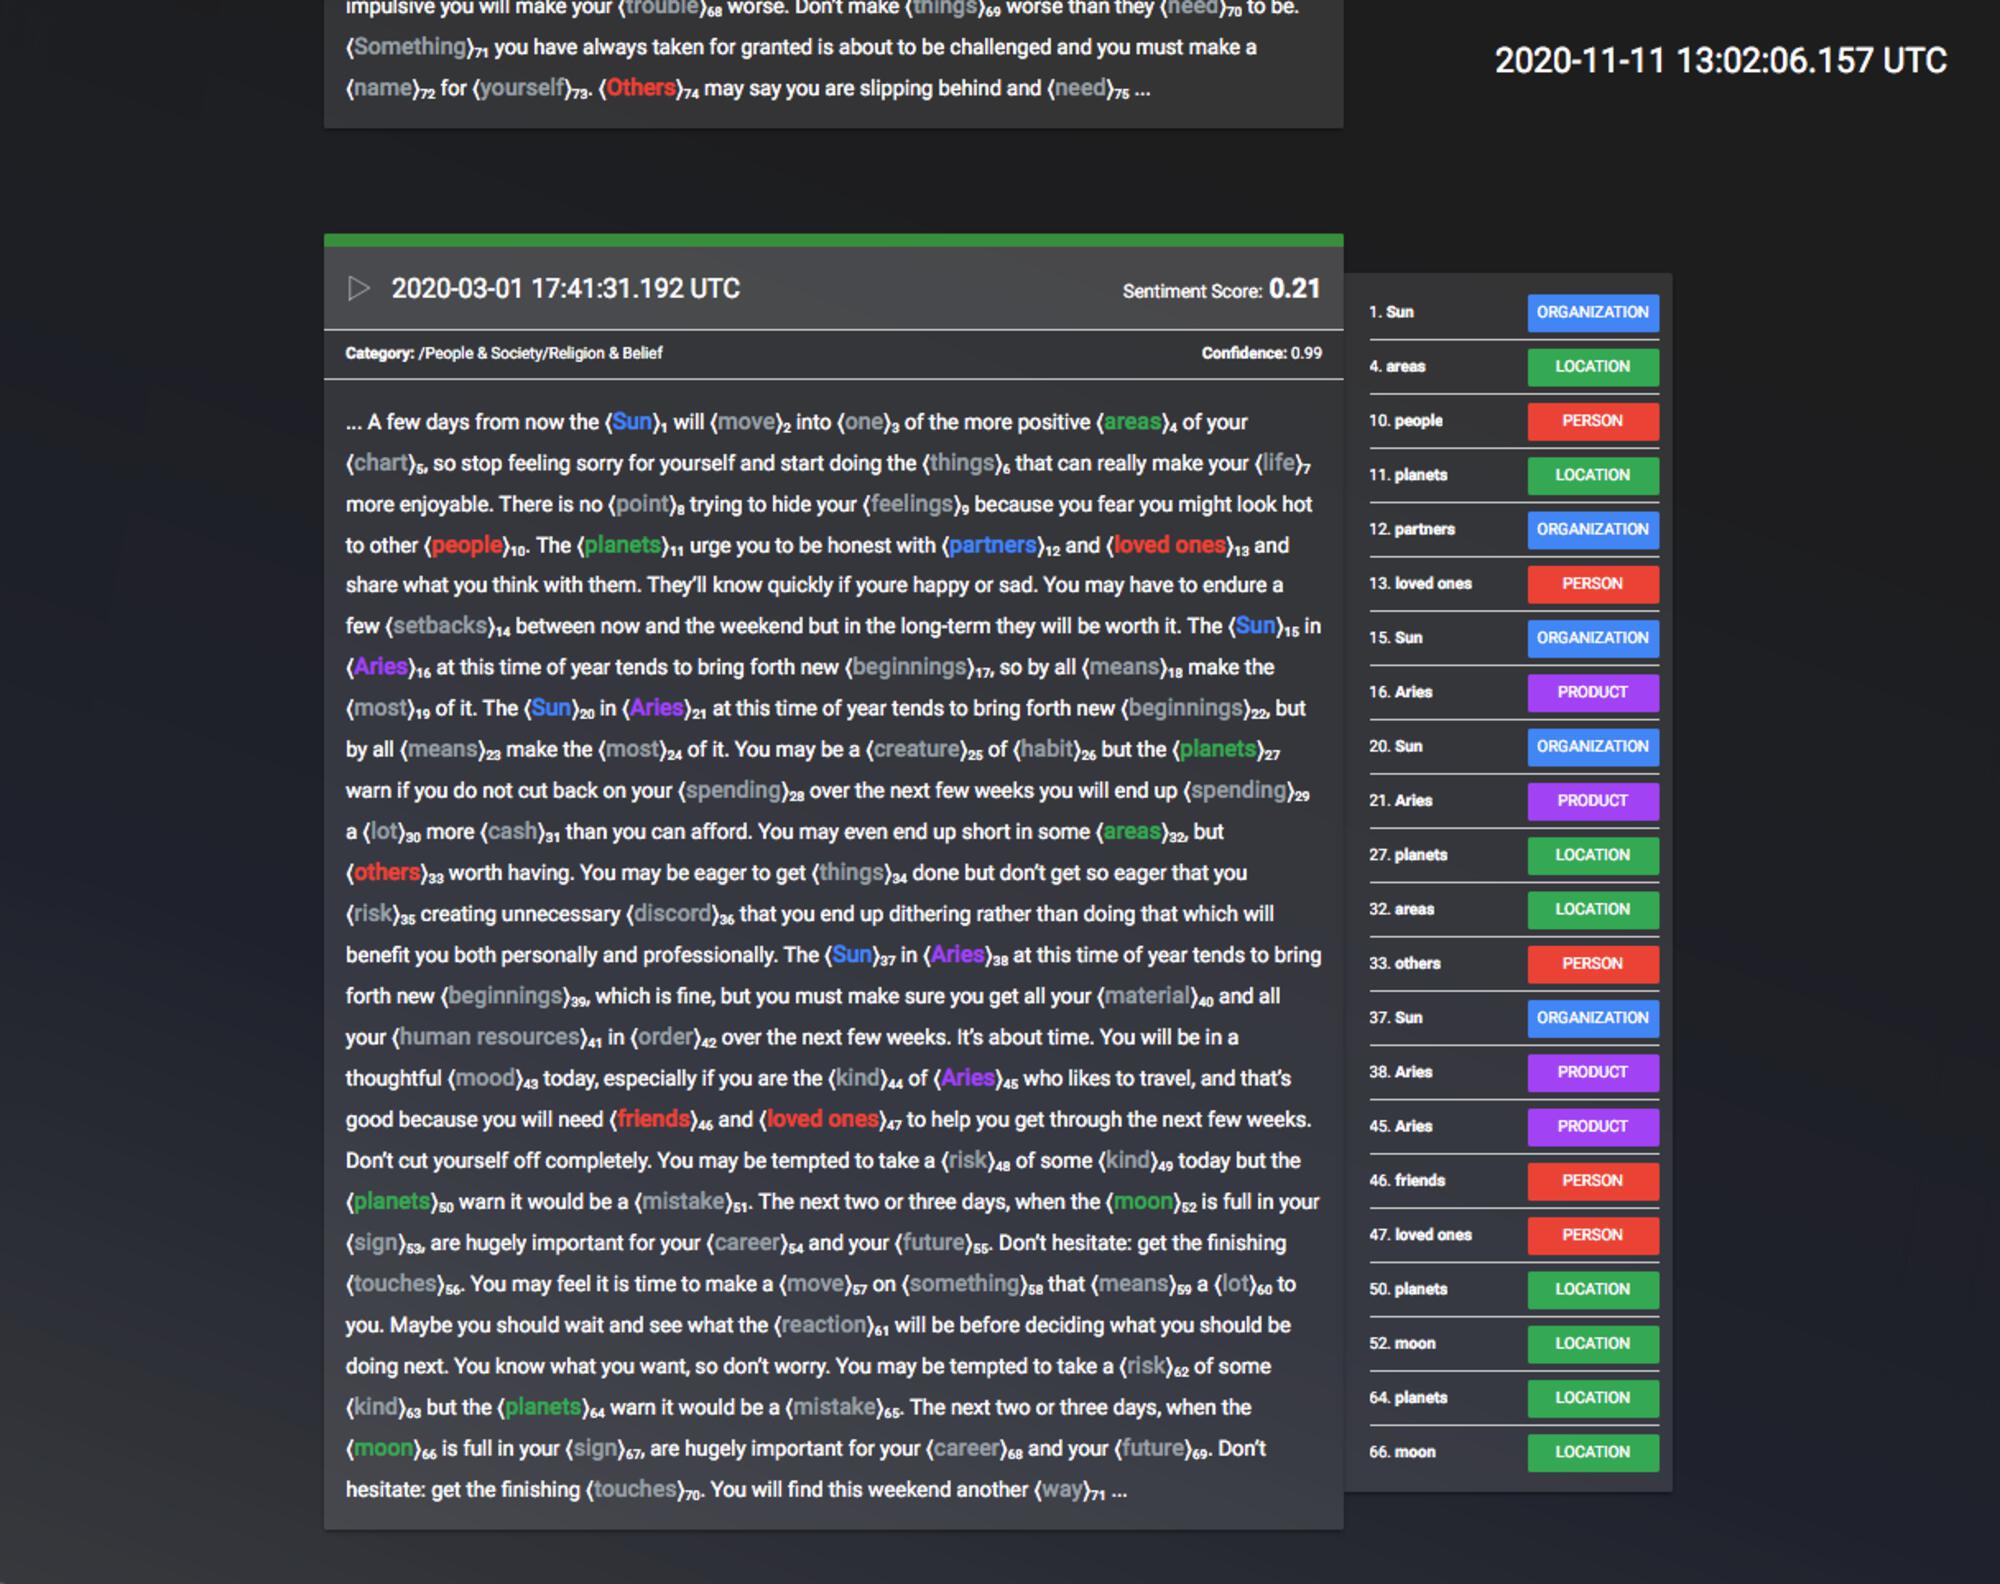 impulsive you will make your ⟨trouble⟩68 worse. Don't make ⟨things⟩69 worse than they ⟨need⟩70 to be.
⟨Something⟩71 you have always taken for granted is about to be challenged and you must make a
⟨name⟩72 for ⟨yourself⟩73. ⟨Others⟩74 may say you are slipping behind and ⟨need⟩75 ...
2020-11-11 13:02:06.157 UTC
2020-03-01 17:41:31.192 UTC
Sentiment Score: 0.21
Category: /People & Society/Religion & Belief
Confidence: 0.99
... A few days from now the ⟨Sun⟩1 will ⟨move⟩2 into ⟨one⟩3 of the more positive ⟨areas⟩4 of your
⟨chart⟩5, so stop feeling sorry for yourself and start doing the ⟨things⟩6 that can really make your ⟨life⟩7
more enjoyable. There is no ⟨point⟩8 trying to hide your ⟨feelings⟩9 because you fear you might look hot
to other ⟨people⟩10. The ⟨planets⟩11 urge you to be honest with ⟨partners⟩12 and ⟨loved ones⟩13 and
share what you think with them. They'll know quickly if youre happy or sad. You may have to endure a
few ⟨setbacks⟩14 between now and the weekend but in the long-term they will be worth it. The ⟨Sun⟩15 in
⟨Aries⟩16 at this time of year tends to bring forth new ⟨beginnings⟩17, so by all ⟨means⟩18 make the
⟨most⟩19 of it. The ⟨Sun⟩20 in ⟨Aries⟩21 at this time of year tends to bring forth new ⟨beginnings⟩22, but
by all ⟨means⟩23 make the ⟨most⟩24 of it. You may be a ⟨creature⟩25 of ⟨habit⟩26 but the ⟨planets⟩27
warn if you do not cut back on your ⟨spending⟩28 over the next few weeks you will end up ⟨spending⟩29
a ⟨lot⟩30 more ⟨cash⟩31 than you can afford. You may even end up short in some ⟨areas⟩32, but
⟨others⟩33 worth having. You may be eager to get ⟨things⟩34 done but don't get so eager that you
⟨risk⟩35 creating unnecessary ⟨discord⟩36 that you end up dithering rather than doing that which will
benefit you both personally and professionally. The ⟨Sun⟩37 in ⟨Aries⟩38 at this time of year tends to bring
forth new ⟨beginnings⟩39, which is fine, but you must make sure you get all your ⟨material⟩40 and all
your ⟨human resources⟩41 in ⟨order⟩42 over the next few weeks. It's about time. You will be in a
thoughtful ⟨mood⟩43 today, especially if you are the ⟨kind⟩44 of ⟨Aries⟩45 who likes to travel, and that's
good because you will need ⟨friends⟩46 and ⟨loved ones⟩47 to help you get through the next few weeks.
Don't cut yourself off completely. You may be tempted to take a ⟨risk⟩48 of some ⟨kind⟩49 today but the
⟨planets⟩50 warn it would be a ⟨mistake⟩51. The next two or three days, when the ⟨moon⟩52 is full in your
⟨sign⟩53, are hugely important for your ⟨career⟩54 and your ⟨future⟩55. Don't hesitate: get the finishing
⟨touches⟩56. You may feel it is time to make a ⟨move⟩57 on ⟨something⟩58 that ⟨means⟩59 a ⟨lot⟩60 to
you. Maybe you should wait and see what the ⟨reaction⟩61 will be before deciding what you should be
doing next. You know what you want, so don't worry. You may be tempted to take a ⟨risk⟩62 of some
⟨kind⟩63 but the ⟨planets⟩64 warn it would be a ⟨mistake⟩65. The next two or three days, when the
⟨moon⟩66 is full in your ⟨sign⟩67, are hugely important for your ⟨career⟩68 and your ⟨future⟩69. Don't
hesitate: get the finishing ⟨touches⟩70. You will find this weekend another ⟨way⟩71 ...
1. Sun ORGANIZATION
4. areas LOCATION
10. people PERSON
11. planets LOCATION
12. partners ORGANIZATION
13. loved ones PERSON
15. Sun ORGANIZATION
16. Aries PRODUCT
20. Sun ORGANIZATION
21. Aries PRODUCT
27. planets LOCATION
32. areas LOCATION
33. others PERSON
37. Sun ORGANIZATION
38. Aries PRODUCT
45. Aries PRODUCT
46. friends PERSON
47. loved ones PERSON
50. planets LOCATION
52. moon LOCATION
64. planets LOCATION
66. moon LOCATION